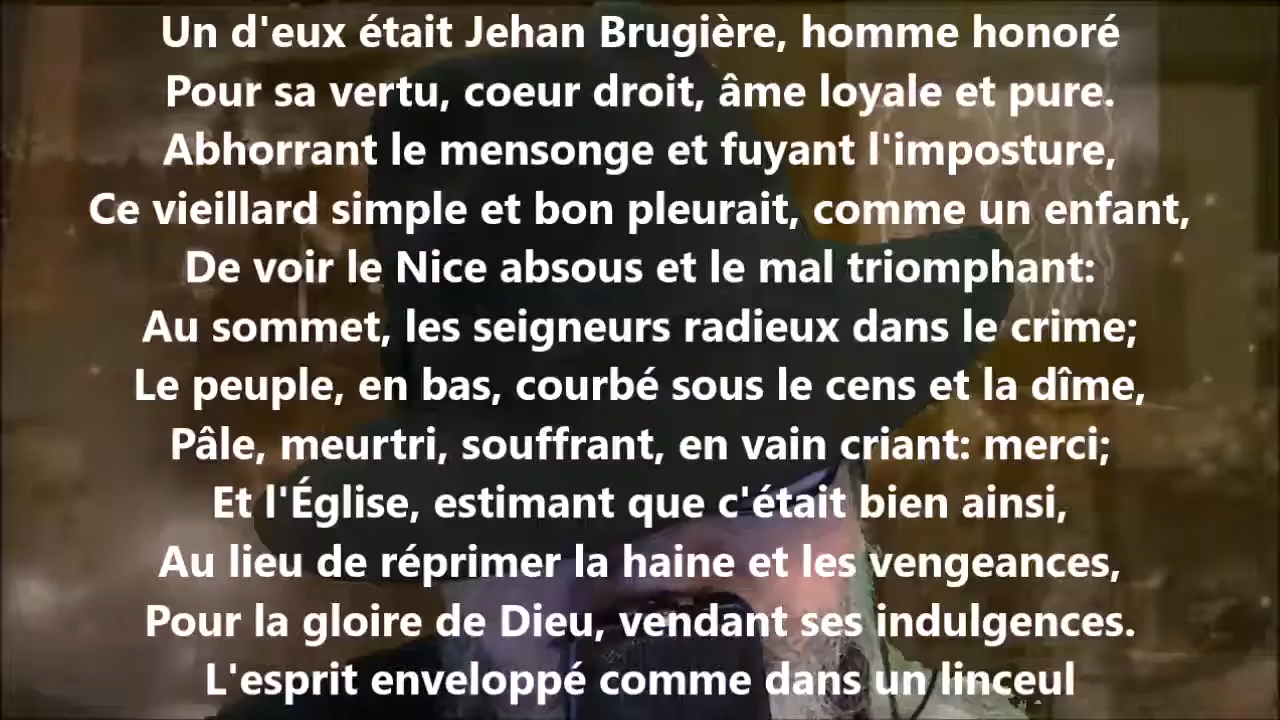 Un d'eux était Jehan Brugière, homme honoré
Pour sa vertu, coeur droit, âme loyale et pure.
Abhorrant le mensonge et fuyant l'imposture,
Ce vieillard simple et bon pleurait, comme un enfant,
De voir le Nice absous et le mal triomphant:
Au sommet, les seigneurs radieux dans le crime;
Le peuple, en bas, courbé sous le cens et la dîme,
Pâle, meurtri, souffrant, en vain criant: merci;
Et l'Église, estimant que c'était bien ainsi,
Au lieu de réprimer la haine et les vengeances,
Pour la gloire de Dieu, vendant ses indulgences.
L'esprit enveloppé comme dans un linceul